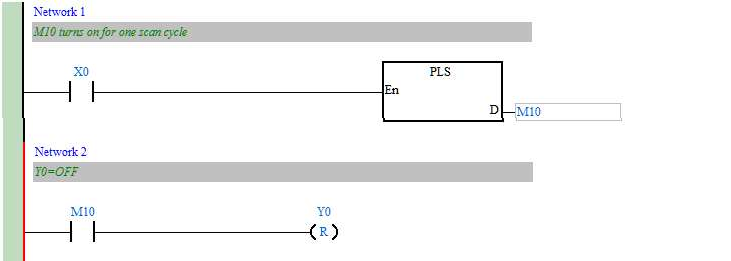 Network 1
M10 turns on for one scan cycle
X0
PLS
En
D
M10
Network 2
Y0=OFF
M10
Y0
R